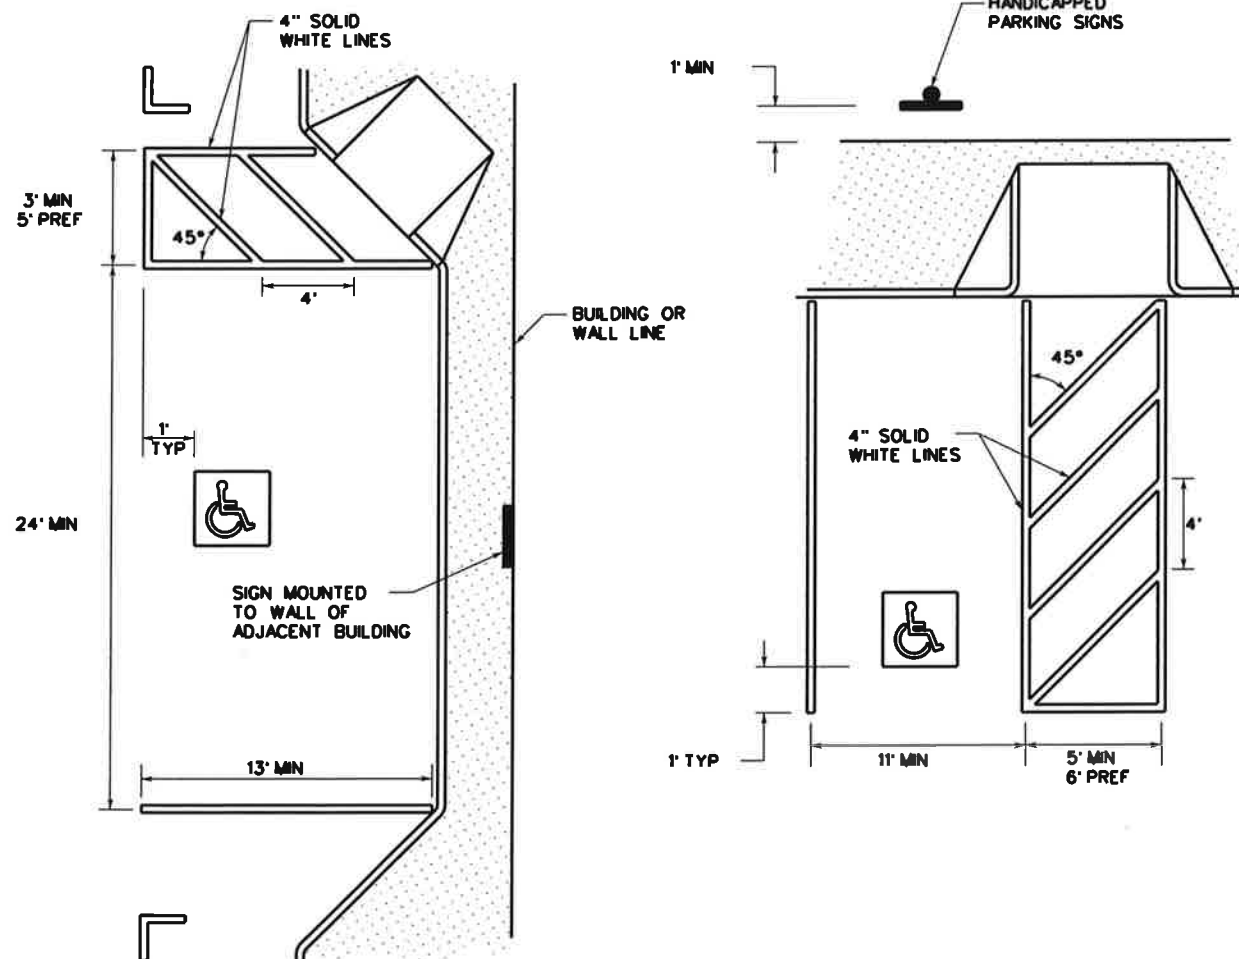 4" SOLID
WHITE LINES
3' MIN
5' PREF
45°
4'
BUILDING OR
WALL LINE
1'
TYP
24' MIN
SIGN MOUNTED
TO WALL OF
ADJACENT BUILDING
13' MIN
HANDICAPPED
PARKING SIGNS
1' MIN
45°
4" SOLID
WHITE LINES
4'
1' TYP
11' MIN
5' MIN
6' PREF